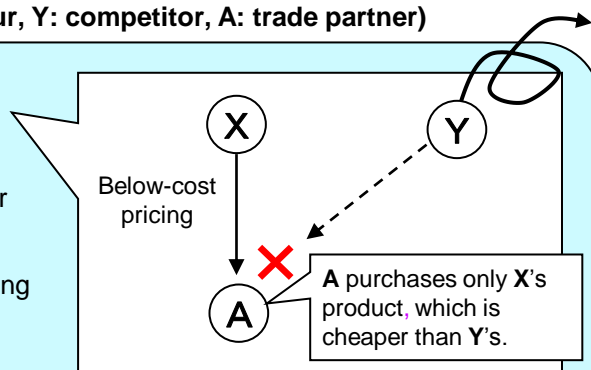 ur, Y: competitor, A: trade partner)
X
Y
r
Below-cost
pricing
ng
A
A purchases only X's
product, which is
cheaper than Y's.